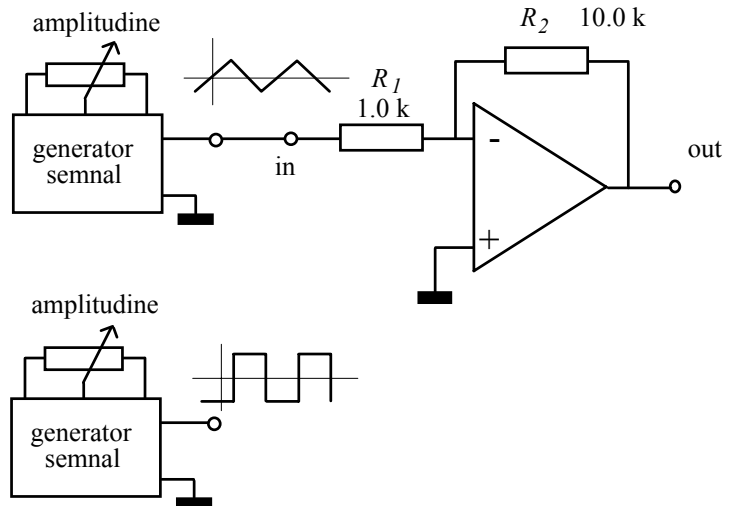 amplitudine
generator
semnal
in
R1
1.0 k
R2 10.0 k
-
+
out
amplitudine
generator
semnal